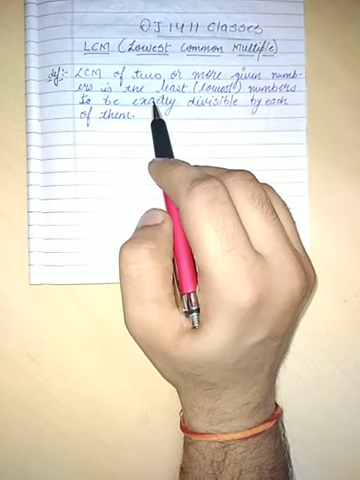 OJ 1411 Classes
LCM (Lowest Common Multiple)
Def:- LCM of two or more given numb-
ers is the least (lowest) numbers
to be exactly divisible by each
of them.